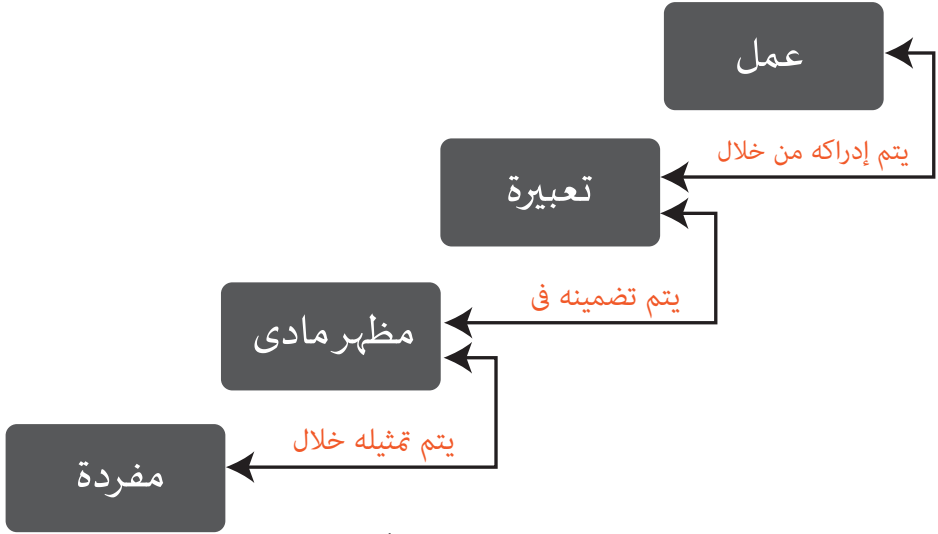 عمل
يتم إدراكه من خلال
تعبيرة
يتم تضمينه فى
مظهر مادى
يتم تمثيله خلال
مفردة